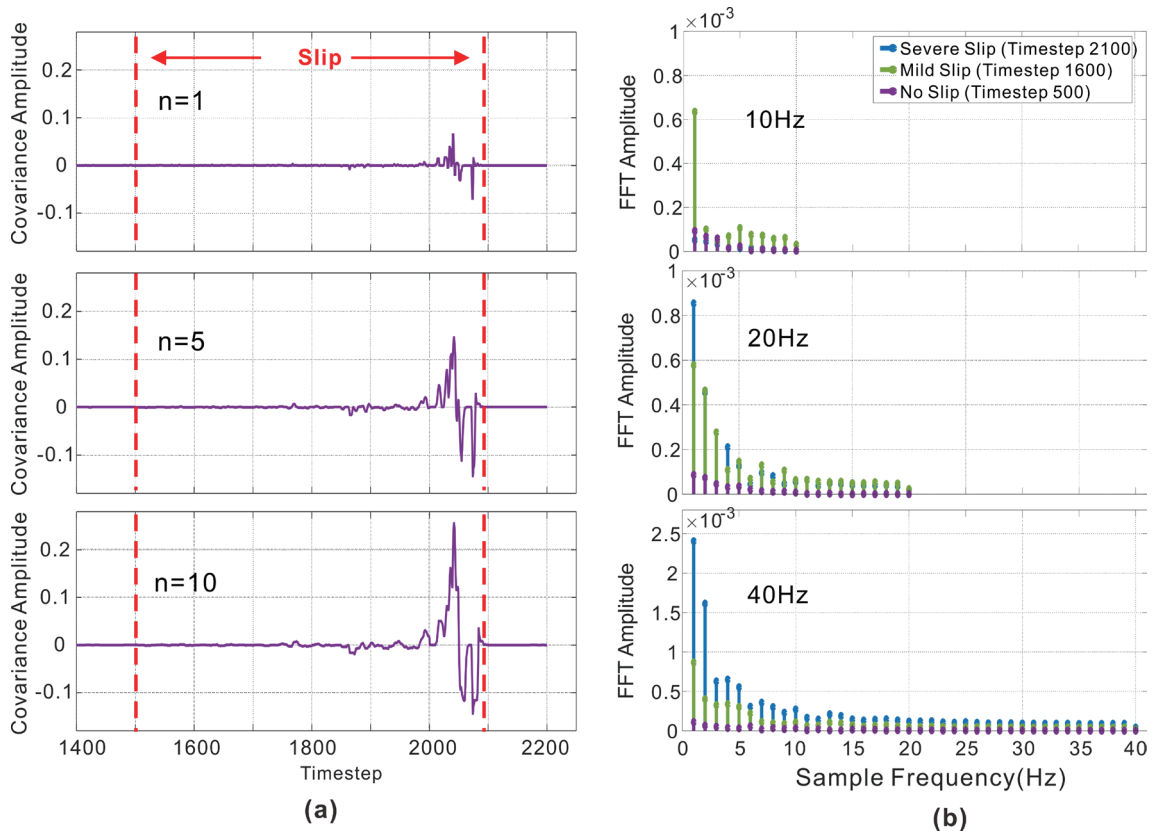 Covariance Amplitude
0.2
0.1
0
-0.1
Slip
n=1
Covariance Amplitude
0.2
0.1
0
-0.1
n=5
Covariance Amplitude
0.2
0.1
0
-0.1
n=10
1400 1600 1800 2000 2200
Timestep
(a)
×10⁻³
FFT Amplitude
1
0.8
0.6
0.4
0.2
0
Severe Slip (Timestep 2100)
Mild Slip (Timestep 1600)
No Slip (Timestep 500)
10Hz
×10⁻³
FFT Amplitude
1
0.8
0.6
0.4
0.2
0
20Hz
×10⁻³
FFT Amplitude
2.5
2
1.5
1
0.5
0
40Hz
0 5 10 15 20 25 30 35 40
Sample Frequency(Hz)
(b)